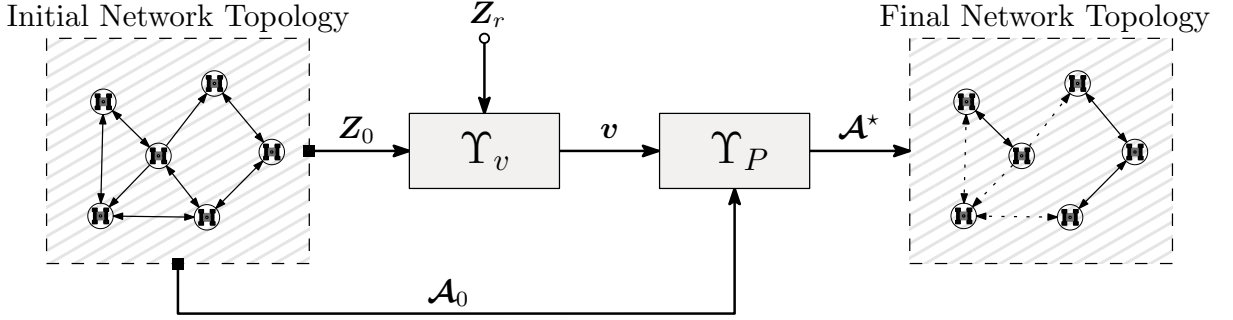 Initial Network Topology
Z_r
Final Network Topology
Z_0
Υ_v
v
Υ_P
𝒜^⋆
𝒜_0